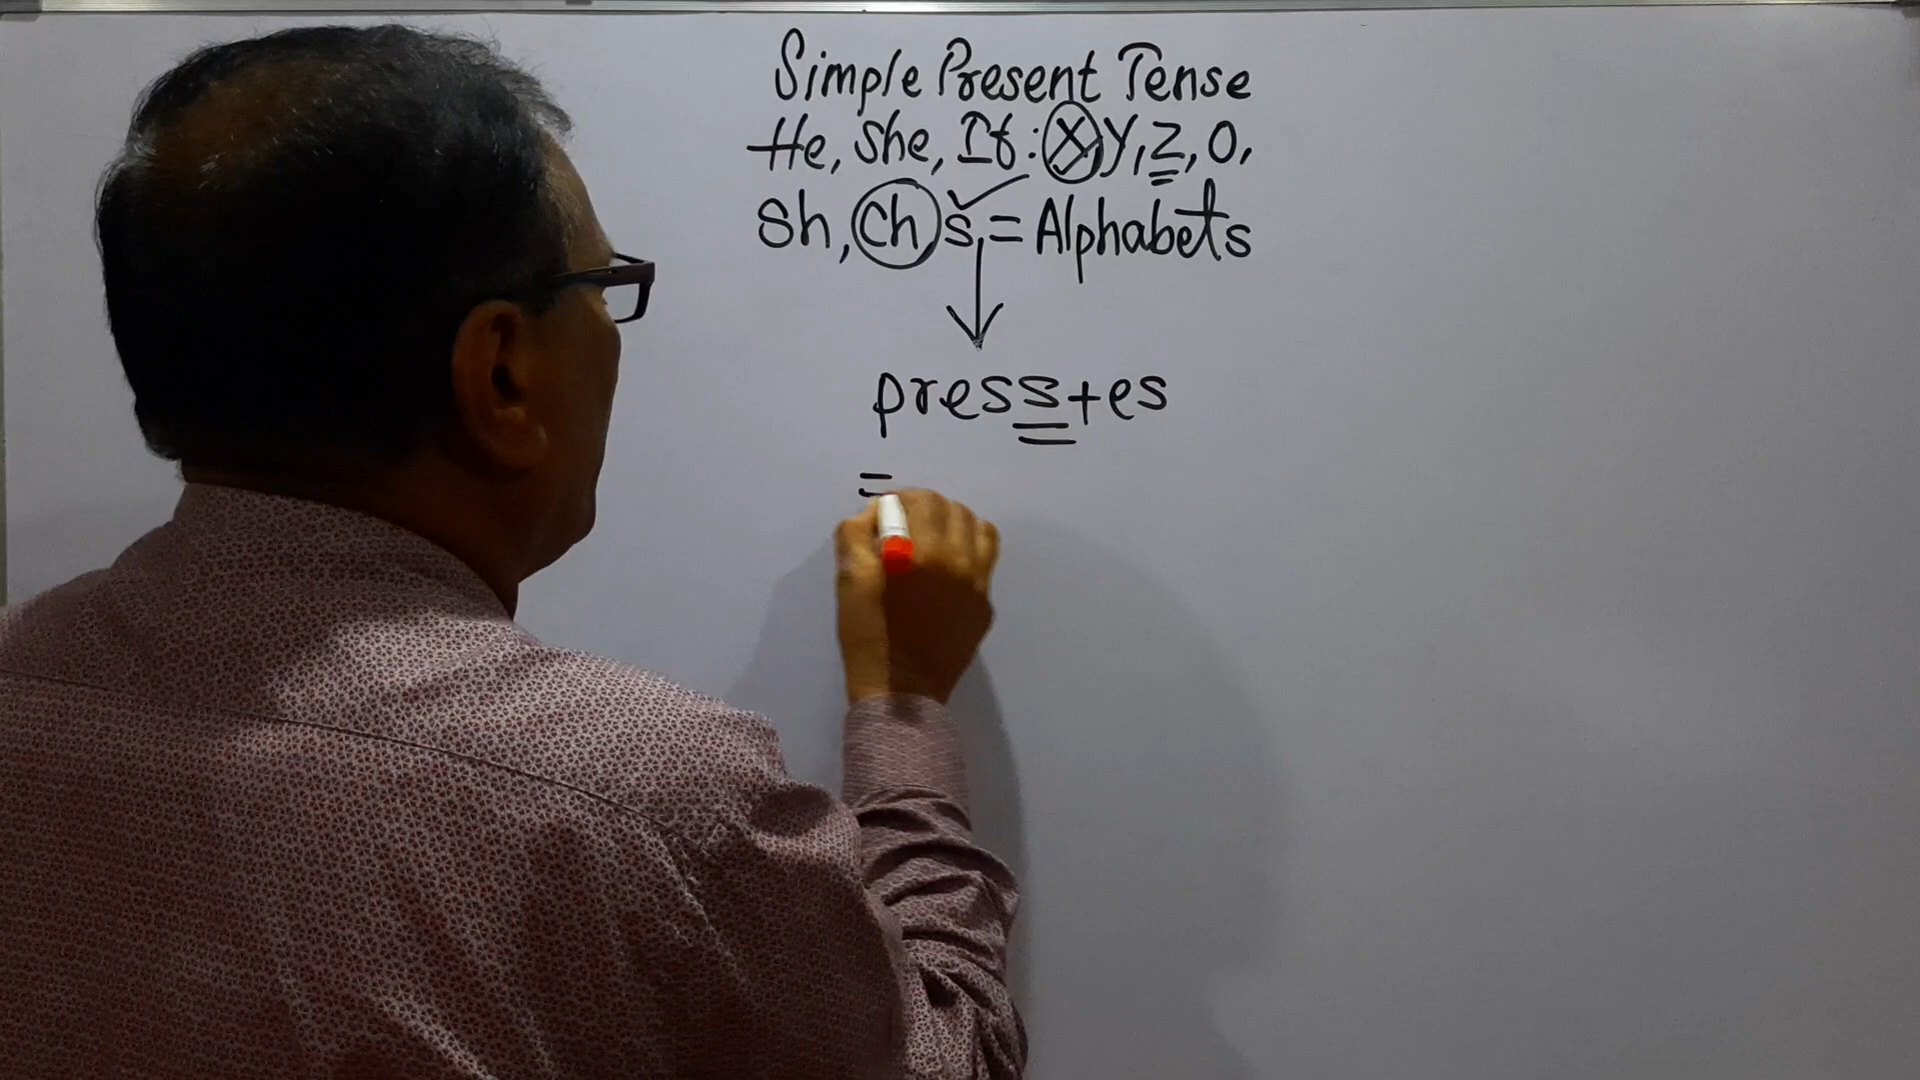 Simple Present Tense
He, she, It : X, y, z, o,
sh, ch, s, = Alphabets
press+es
=